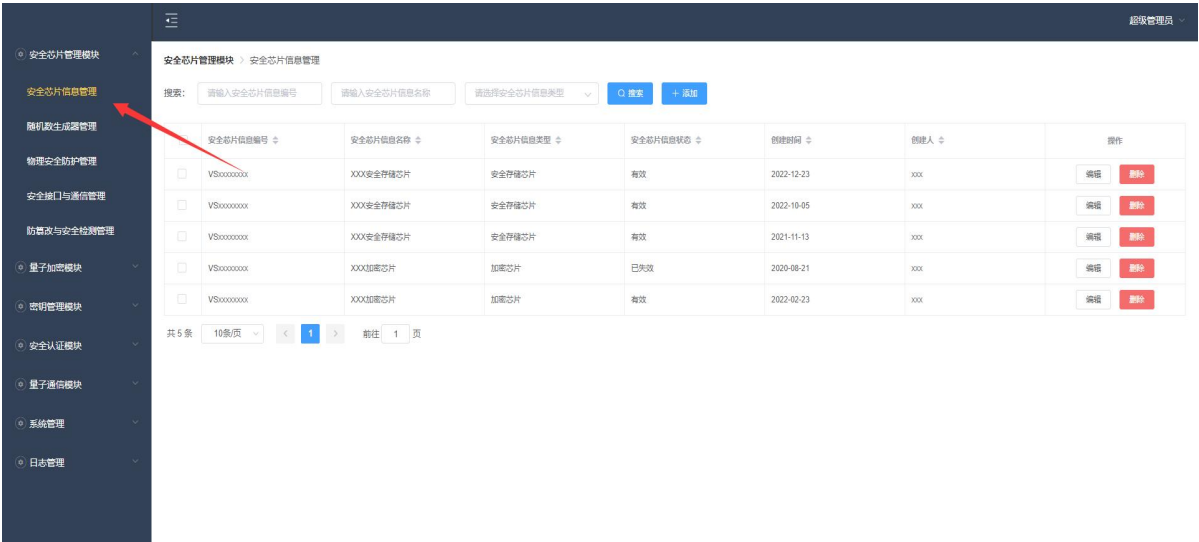 超级管理员
安全芯片管理模块
安全芯片信息管理
随机数生成器管理
物理安全防护管理
安全接口与通信管理
防篡改与安全检测管理
量子加密模块
密钥管理模块
安全认证模块
量子通信模块
系统管理
日志管理
安全芯片管理模块 > 安全芯片信息管理
搜索: 请输入安全芯片信息编号 请输入安全芯片信息名称 请选择安全芯片信息类型 搜索 + 添加
安全芯片信息编号 安全芯片信息名称 安全芯片信息类型 安全芯片信息状态 创建时间 创建人 操作
VSxxxxxxxx XXX安全存储芯片 安全存储芯片 有效 2022-12-23 xxx 编辑 删除
VSxxxxxxxx XXX安全存储芯片 安全存储芯片 有效 2022-10-05 xxx 编辑 删除
VSxxxxxxxx XXX安全存储芯片 安全存储芯片 有效 2021-11-13 xxx 编辑 删除
VSxxxxxxxx XXX加密芯片 加密芯片 已失效 2020-08-21 xxx 编辑 删除
VSxxxxxxxx XXX加密芯片 加密芯片 有效 2022-02-23 xxx 编辑 删除
共 5 条 10条/页 < 1 > 前往 1 页